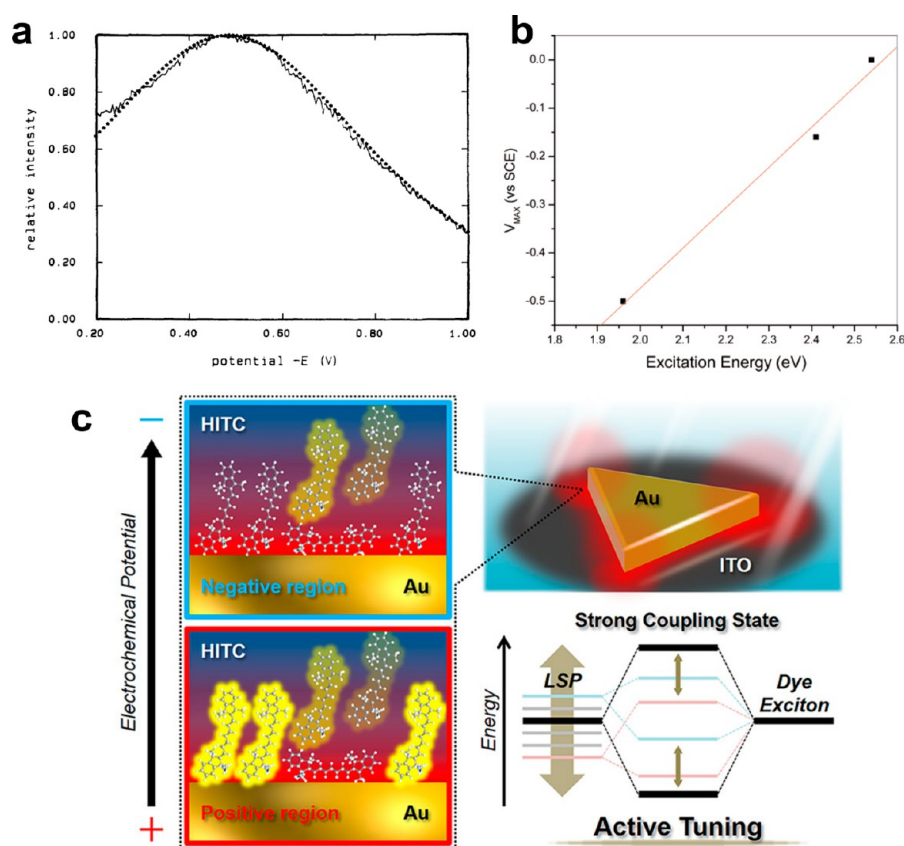 a
1.00
0.80
0.60
0.40
0.20
0.00
relative intensity
0.20 0.40 0.60 0.80 1.00
potential -E (V)
b
0.0
-0.1
-0.2
-0.3
-0.4
-0.5
V_MAX (vs SCE)
1.8 1.9 2.0 2.1 2.2 2.3 2.4 2.5 2.6
Excitation Energy (eV)
c
−
Electrochemical Potential
+
HITC
Negative region Au
HITC
Positive region Au
Au
ITO
Strong Coupling State
Energy
LSP
Dye
Exciton
Active Tuning